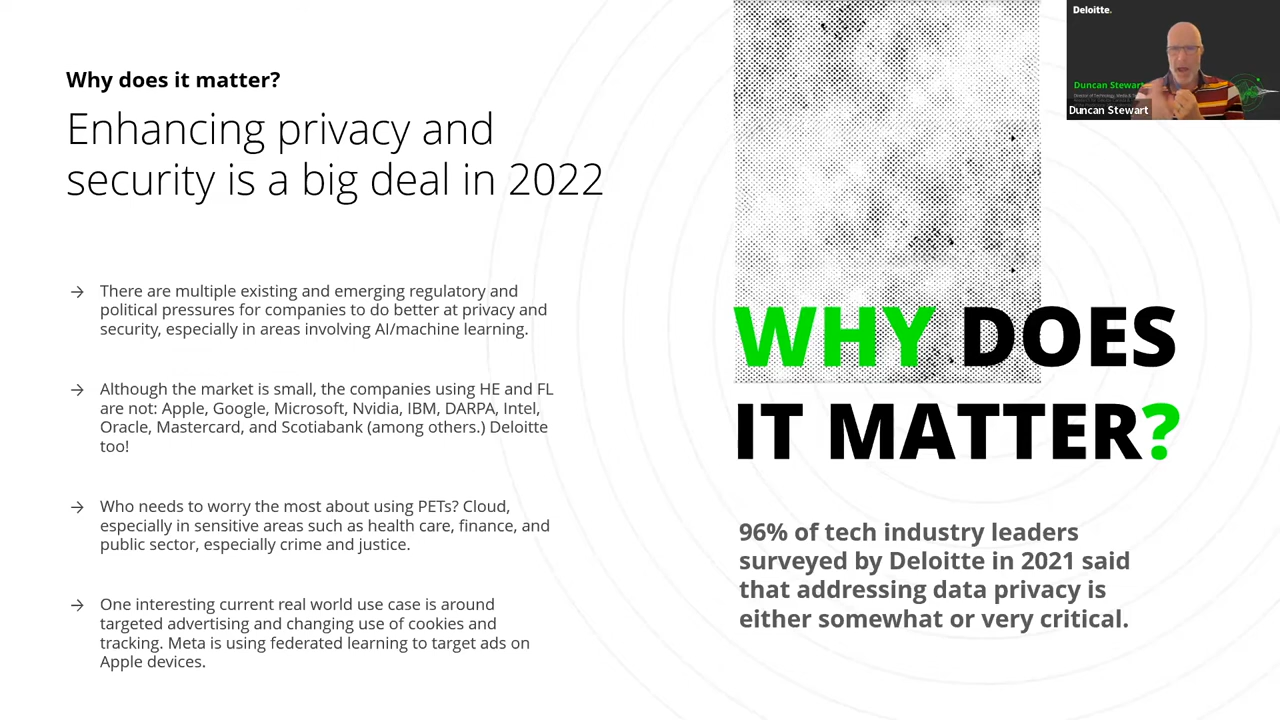 Why does it matter?
Enhancing privacy and
security is a big deal in 2022
→ There are multiple existing and emerging regulatory and
political pressures for companies to do better at privacy and
security, especially in areas involving AI/machine learning.
→ Although the market is small, the companies using HE and FL
are not: Apple, Google, Microsoft, Nvidia, IBM, DARPA, Intel,
Oracle, Mastercard, and Scotiabank (among others.) Deloitte
too!
→ Who needs to worry the most about using PETs? Cloud,
especially in sensitive areas such as health care, finance, and
public sector, especially crime and justice.
→ One interesting current real world use case is around
targeted advertising and changing use of cookies and
tracking. Meta is using federated learning to target ads on
Apple devices.
WHY DOES
IT MATTER?
96% of tech industry leaders
surveyed by Deloitte in 2021 said
that addressing data privacy is
either somewhat or very critical.
Deloitte.
Duncan Stewart
Duncan Stewart